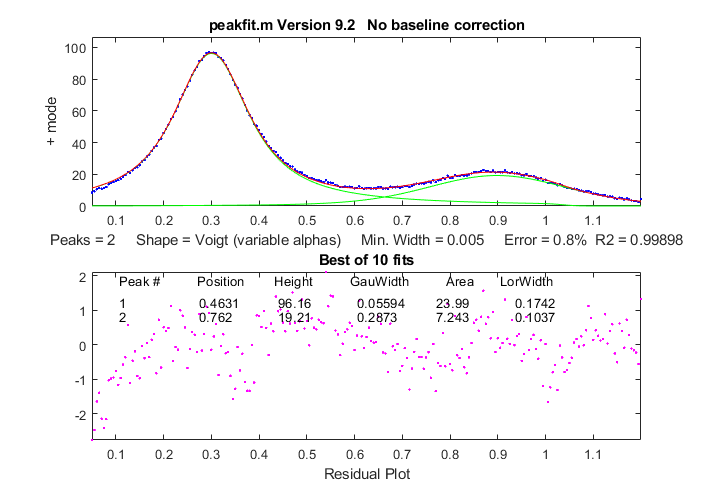 peakfit.m Version 9.2 No baseline correction
100
80
60
40
20
0
+ mode
0.1 0.2 0.3 0.4 0.5 0.6 0.7 0.8 0.9 1 1.1
Peaks = 2 Shape = Voigt (variable alphas) Min. Width = 0.005 Error = 0.8% R2 = 0.99898
Best of 10 fits
2
1
0
-1
-2
Peak # Position Height GauWidth Area LorWidth
1 0.4631 96.16 0.05594 23.99 0.1742
2 0.762 19.21 0.2873 7.243 0.1037
0.1 0.2 0.3 0.4 0.5 0.6 0.7 0.8 0.9 1 1.1
Residual Plot